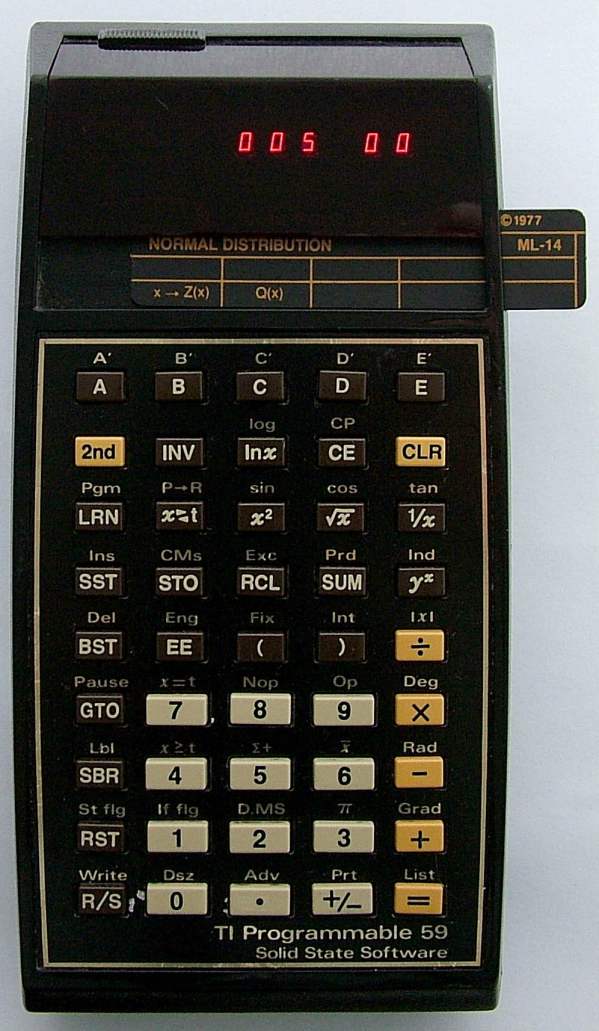 005 00
©1977
NORMAL DISTRIBUTION ML-14
x → Z(x) Q(x)
A' B' C' D' E'
A B C D E
log CP
2nd INV lnx CE CLR
Pgm P→R sin cos tan
LRN x⇄t x² √x 1/x
Ins CMs Exc Prd Ind
SST STO RCL SUM yˣ
Del Eng Fix Int |x|
BST EE ( ) ÷
Pause x=t Nop Op Deg
GTO 7 8 9 ×
Lbl x≥t Σ+ x̄ Rad
SBR 4 5 6 −
St flg If flg D.MS π Grad
RST 1 2 3 +
Write Dsz Adv Prt List
R/S 0 . +/− =
TI Programmable 59
Solid State Software